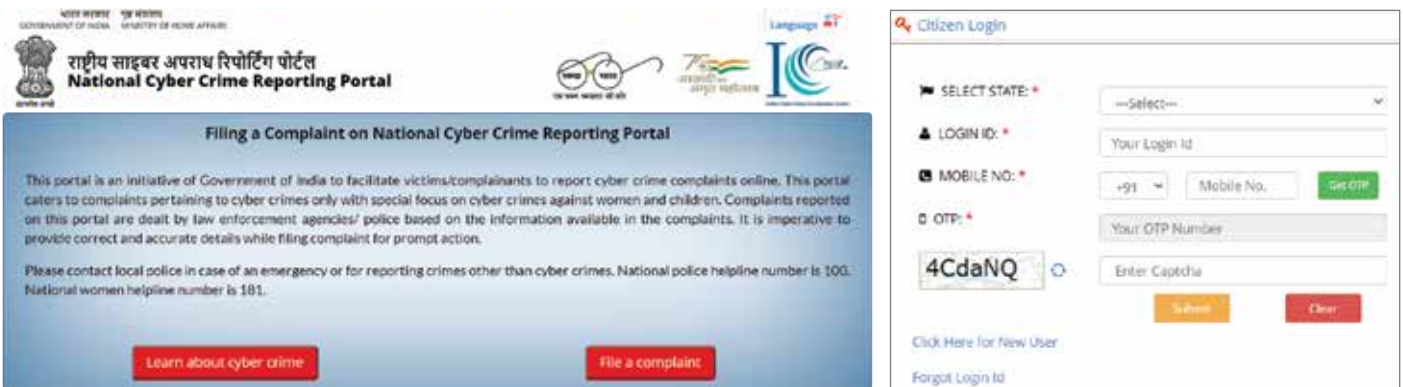 भारत सरकार गृह मंत्रालय
GOVERNMENT OF INDIA MINISTRY OF HOME AFFAIRS
Language
राष्ट्रीय साइबर अपराध रिपोर्टिंग पोर्टल
National Cyber Crime Reporting Portal
Filing a Complaint on National Cyber Crime Reporting Portal
This portal is an initiative of Government of India to facilitate victims/complainants to report cyber crime complaints online. This portal
caters to complaints pertaining to cyber crimes only with special focus on cyber crimes against women and children. Complaints reported
on this portal are dealt by law enforcement agencies/ police based on the information available in the complaints. It is imperative to
provide correct and accurate details while filing complaint for prompt action.
Please contact local police in case of an emergency or for reporting crimes other than cyber crimes. National police helpline number is 100.
National women helpline number is 181.
Learn about cyber crime
File a complaint
Citizen Login
SELECT STATE: *
---Select---
LOGIN ID: *
Your Login Id
MOBILE NO: *
+91
Mobile No.
Get OTP
OTP: *
Your OTP Number
4CdaNQ
Enter Captcha
Submit
Clear
Click Here for New User
Forgot Login Id